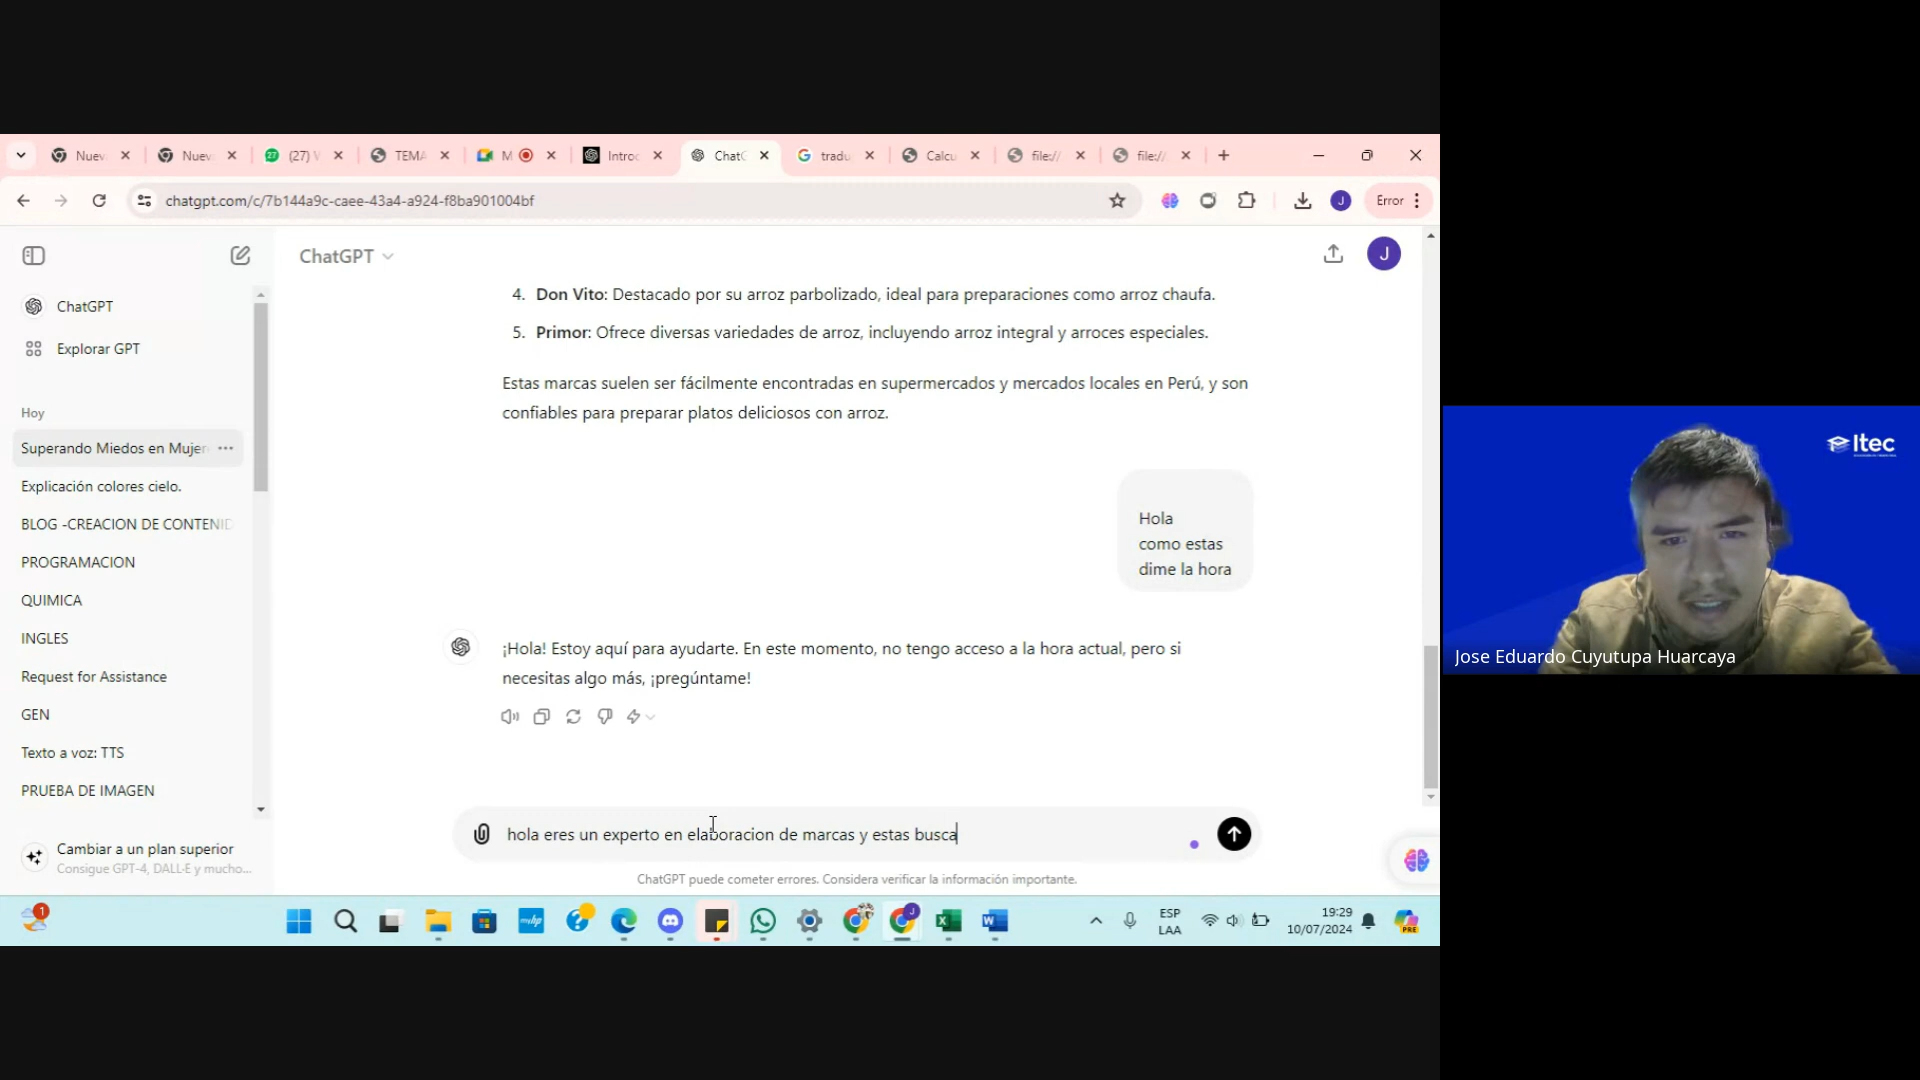 Nuev
Nuev
(27)
TEMA
M
Introc
ChatG
tradu
Calcu
file://
file://
chatgpt.com/c/7b144a9c-caee-43a4-a924-f8ba901004bf
J
Error
ChatGPT
J
ChatGPT
Explorar GPT
Hoy
Superando Miedos en Mujer
Explicación colores cielo.
BLOG -CREACION DE CONTENID
PROGRAMACION
QUIMICA
INGLES
Request for Assistance
GEN
Texto a voz: TTS
PRUEBA DE IMAGEN
Cambiar a un plan superior
Consigue GPT-4, DALL·E y mucho...
4. Don Vito: Destacado por su arroz parbolizado, ideal para preparaciones como arroz chaufa.
5. Primor: Ofrece diversas variedades de arroz, incluyendo arroz integral y arroces especiales.
Estas marcas suelen ser fácilmente encontradas en supermercados y mercados locales en Perú, y son
confiables para preparar platos deliciosos con arroz.
Hola
como estas
dime la hora
¡Hola! Estoy aquí para ayudarte. En este momento, no tengo acceso a la hora actual, pero si
necesitas algo más, ¡pregúntame!
hola eres un experto en elaboracion de marcas y estas busca
ChatGPT puede cometer errores. Considera verificar la información importante.
1
ESP
LAA
19:29
10/07/2024
PRE
Itec
Jose Eduardo Cuyutupa Huarcaya